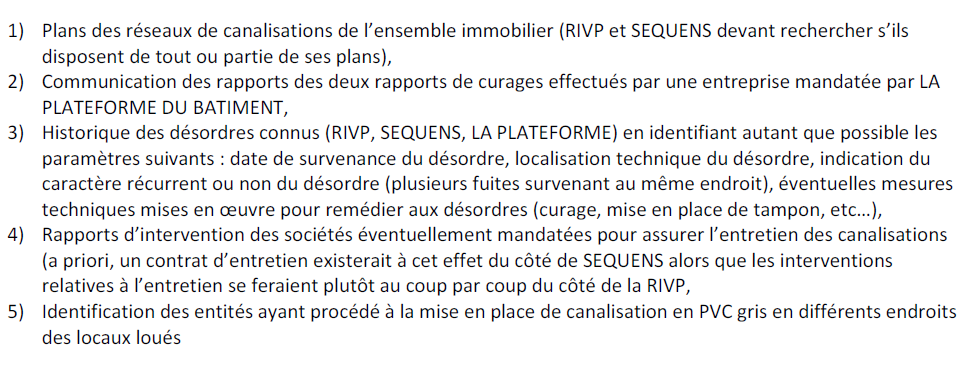 1) Plans des réseaux de canalisations de l’ensemble immobilier (RIVP et SEQUENS devant rechercher s’ils
disposent de tout ou partie de ses plans),
2) Communication des rapports des deux rapports de curages effectués par une entreprise mandatée par LA
PLATEFORME DU BATIMENT,
3) Historique des désordres connus (RIVP, SEQUENS, LA PLATEFORME) en identifiant autant que possible les
paramètres suivants : date de survenance du désordre, localisation technique du désordre, indication du
caractère récurrent ou non du désordre (plusieurs fuites survenant au même endroit), éventuelles mesures
techniques mises en œuvre pour remédier aux désordres (curage, mise en place de tampon, etc…),
4) Rapports d’intervention des sociétés éventuellement mandatées pour assurer l’entretien des canalisations
(a priori, un contrat d’entretien existerait à cet effet du côté de SEQUENS alors que les interventions
relatives à l’entretien se feraient plutôt au coup par coup du côté de la RIVP,
5) Identification des entités ayant procédé à la mise en place de canalisation en PVC gris en différents endroits
des locaux loués